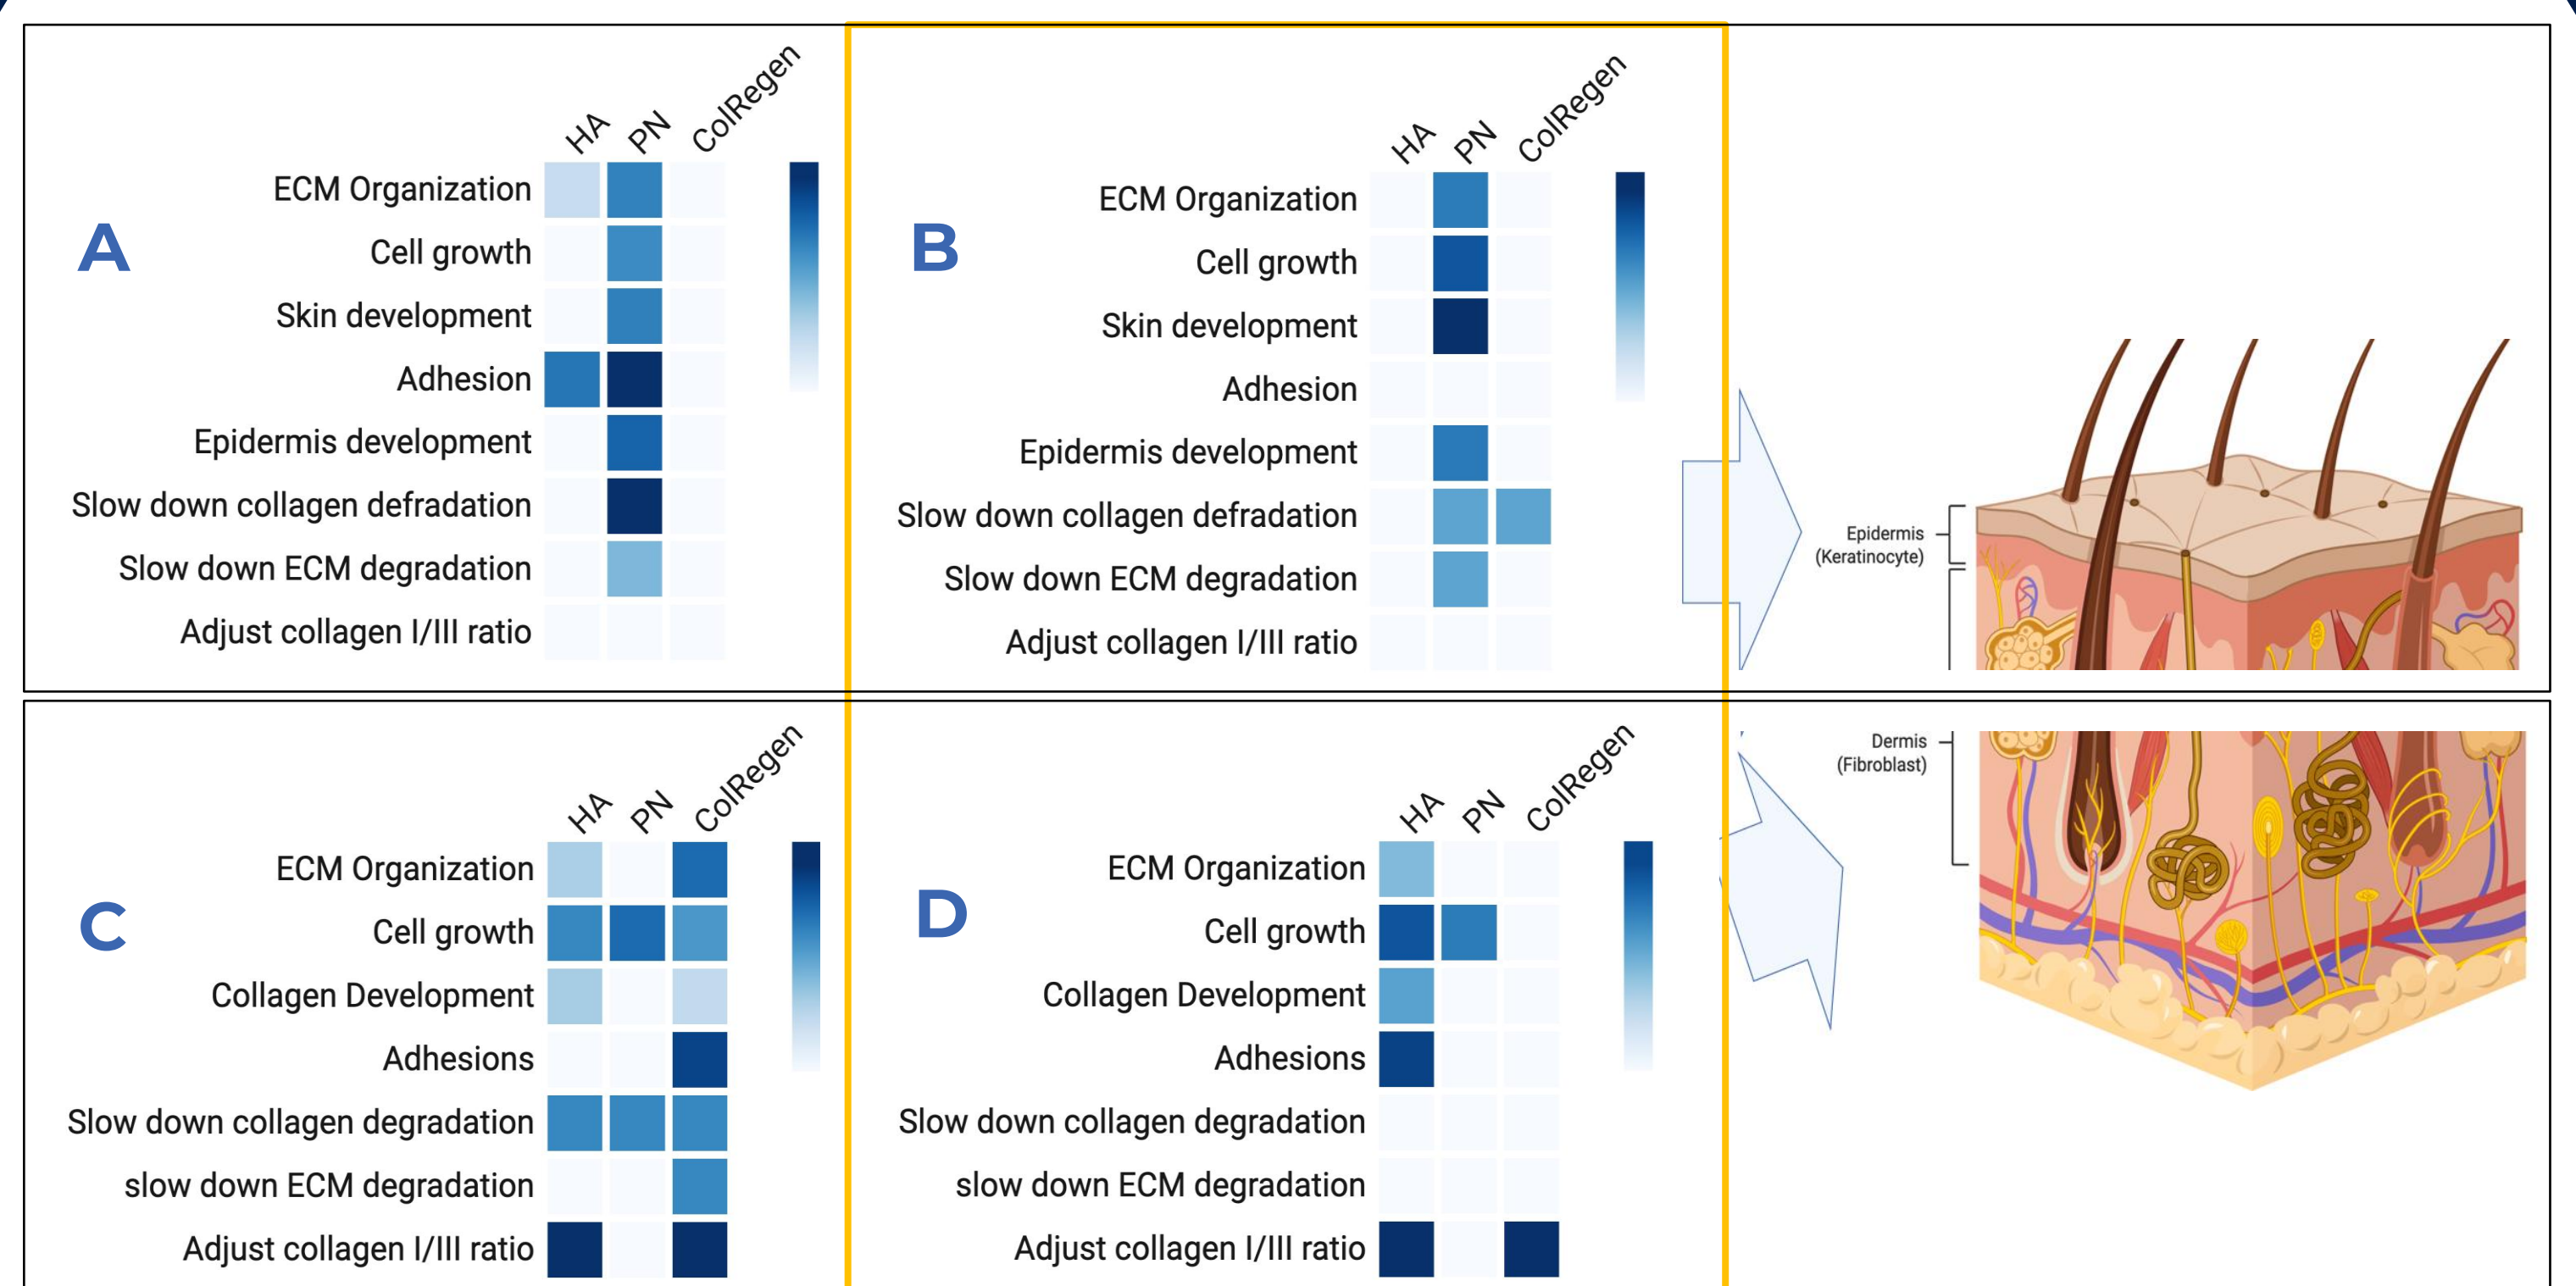 A
HA PN ColRegen
ECM Organization
Cell growth
Skin development
Adhesion
Epidermis development
Slow down collagen defradation
Slow down ECM degradation
Adjust collagen I/III ratio
B
HA PN ColRegen
ECM Organization
Cell growth
Skin development
Adhesion
Epidermis development
Slow down collagen defradation
Slow down ECM degradation
Adjust collagen I/III ratio
Epidermis
(Keratinocyte)
C
HA PN ColRegen
ECM Organization
Cell growth
Collagen Development
Adhesions
Slow down collagen degradation
slow down ECM degradation
Adjust collagen I/III ratio
D
HA PN ColRegen
ECM Organization
Cell growth
Collagen Development
Adhesions
Slow down collagen degradation
slow down ECM degradation
Adjust collagen I/III ratio
Dermis
(Fibroblast)